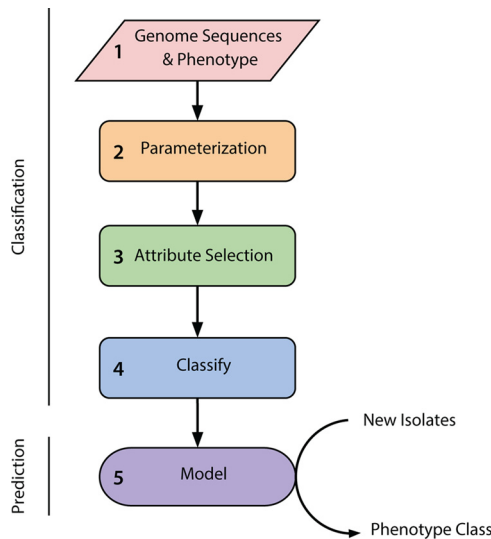 Classification
1 Genome Sequences
& Phenotype
2 Parameterization
3 Attribute Selection
4 Classify
Prediction
5 Model
New Isolates
Phenotype Class